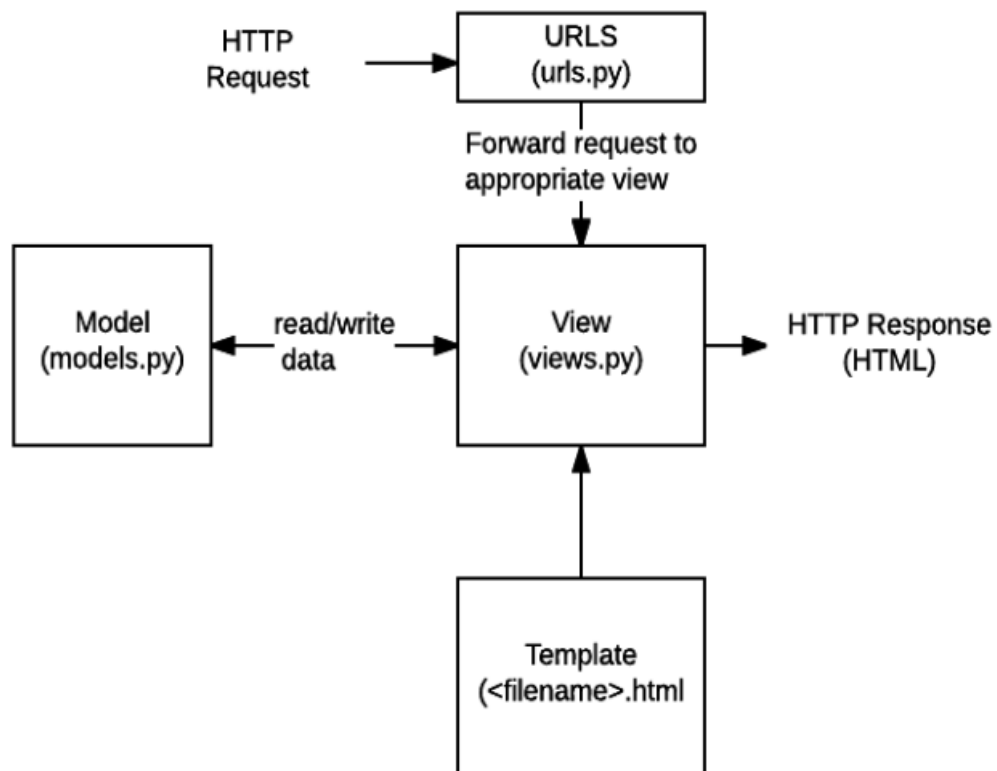 HTTP
Request
URLS
(urls.py)
Forward request to
appropriate view
Model
(models.py)
read/write
data
View
(views.py)
HTTP Response
(HTML)
Template
(<filename>.html